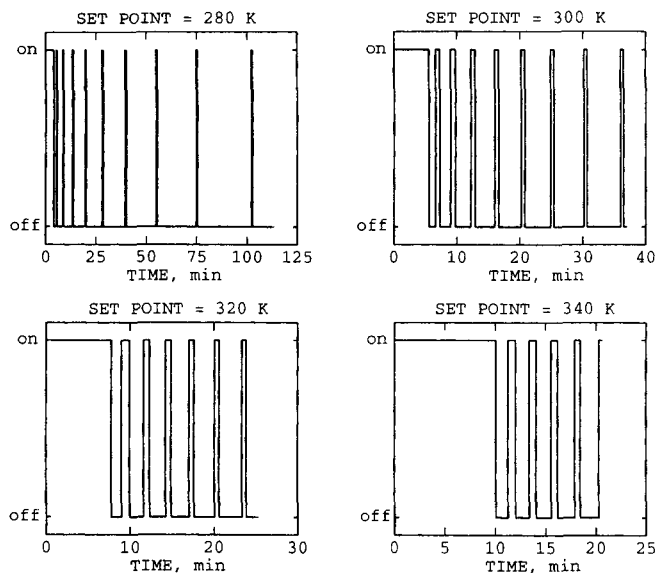 SET POINT = 280 K
on
off
0 25 50 75 100 125
TIME, min
SET POINT = 300 K
on
off
0 10 20 30 40
TIME, min
SET POINT = 320 K
on
off
0 10 20 30
TIME, min
SET POINT = 340 K
on
off
0 5 10 15 20 25
TIME, min